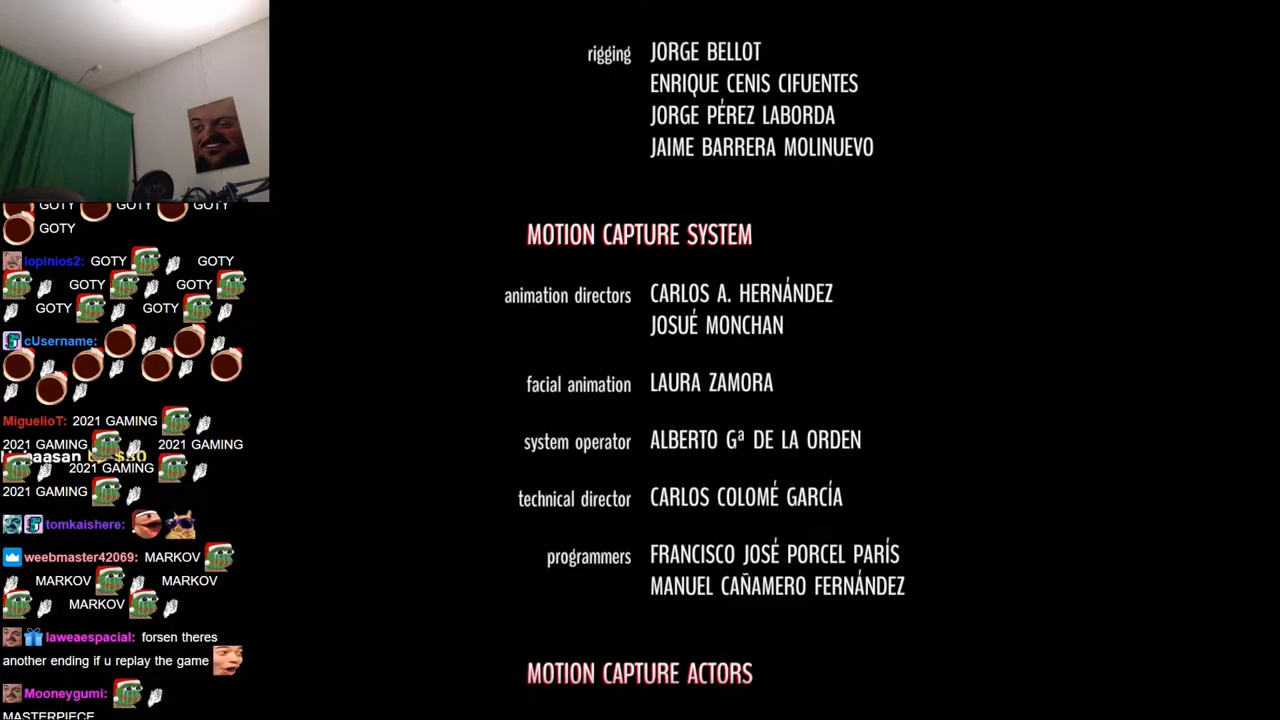 rigging JORGE BELLOT
ENRIQUE CENIS CIFUENTES
JORGE PÉREZ LABORDA
JAIME BARRERA MOLINUEVO
MOTION CAPTURE SYSTEM
animation directors CARLOS A. HERNÁNDEZ
JOSUÉ MONCHAN
facial animation LAURA ZAMORA
system operator ALBERTO Gª DE LA ORDEN
technical director CARLOS COLOMÉ GARCÍA
programmers FRANCISCO JOSÉ PORCEL PARÍS
MANUEL CAÑAMERO FERNÁNDEZ
MOTION CAPTURE ACTORS
GOTY GOTY GOTY
GOTY
lopinios2: GOTY GOTY
GOTY GOTY
GOTY GOTY
cUsername:
MiguelioT: 2021 GAMING
2021 GAMING 2021 GAMING
2021 GAMING
2021 GAMING
$50
tomkaishere:
weebmaster42069: MARKOV
MARKOV MARKOV
MARKOV
laweaespacial: forsen theres
another ending if u replay the game
Mooneygumi:
MASTERPIECE